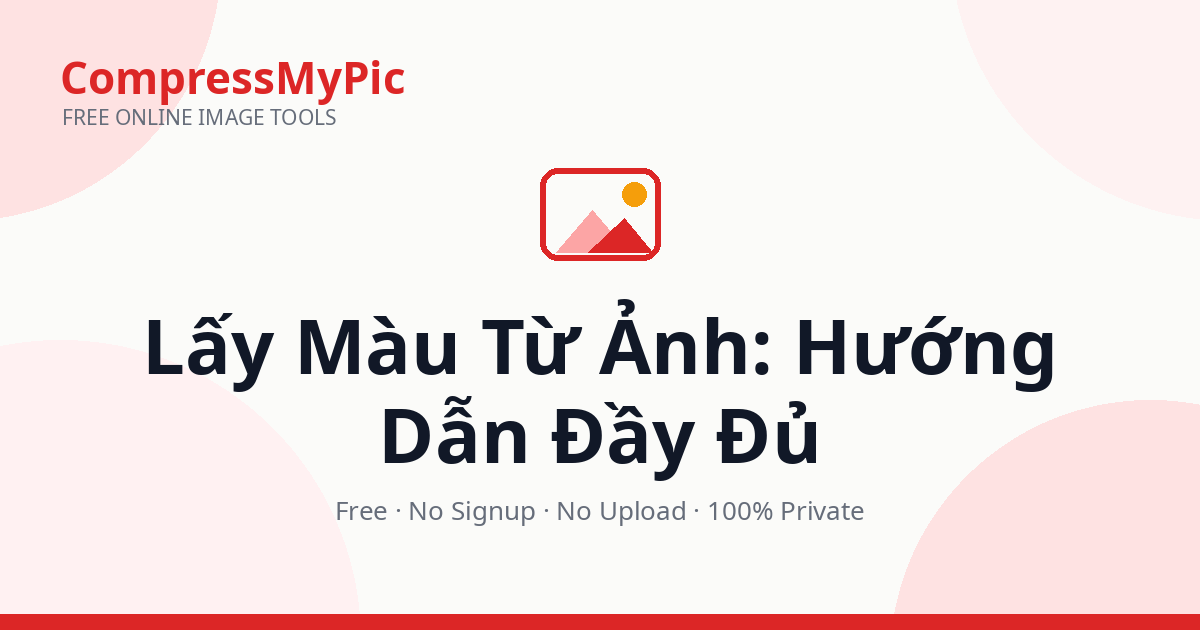 CompressMyPic
FREE ONLINE IMAGE TOOLS
Lấy Màu Từ Ảnh: Hướng
Dẫn Đầy Đủ
Free · No Signup · No Upload · 100% Private